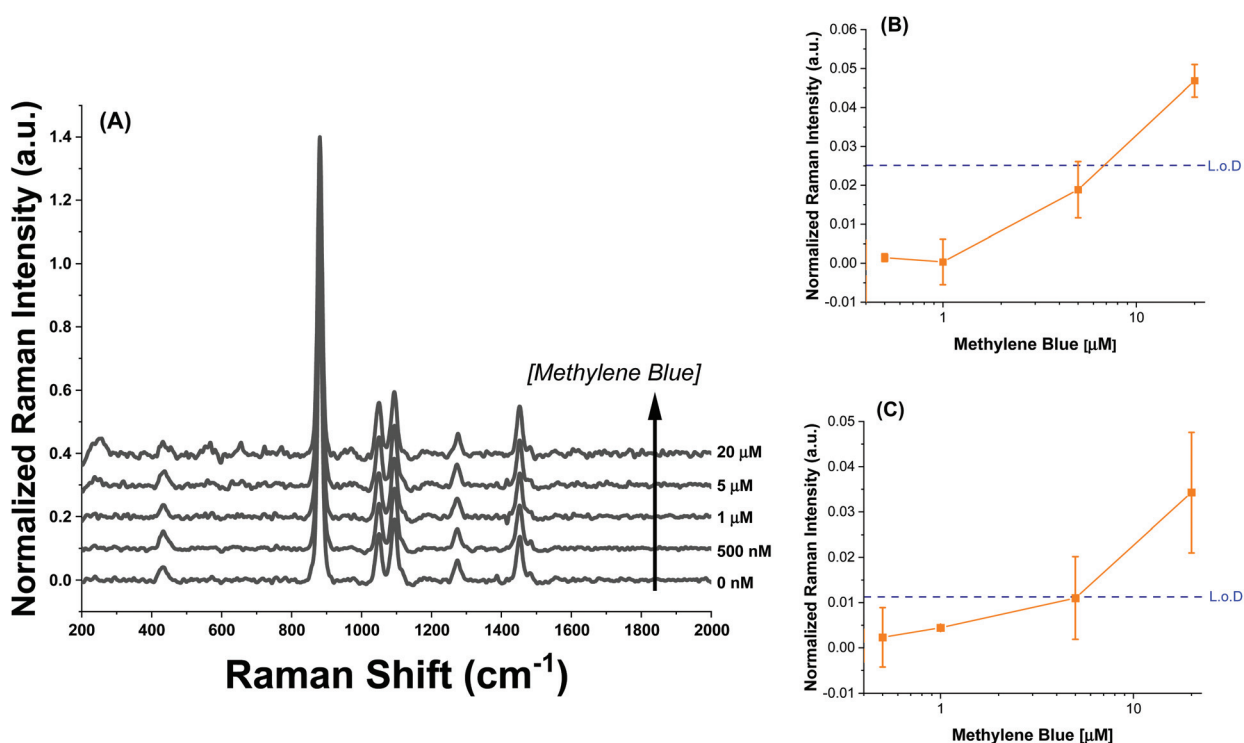 (A)
Normalized Raman Intensity (a.u.)
1.4
1.2
1.0
0.8
0.6
0.4
0.2
0.0
[Methylene Blue]
20 μM
5 μM
1 μM
500 nM
0 nM
200 400 600 800 1000 1200 1400 1600 1800 2000
Raman Shift (cm⁻¹)
(B)
Normalized Raman Intensity (a.u.)
0.06
0.05
0.04
0.03
0.02
0.01
0.00
-0.01
L.o.D
1 10
Methylene Blue [μM]
(C)
Normalized Raman Intensity (a.u.)
0.05
0.04
0.03
0.02
0.01
0.00
-0.01
L.o.D
1 10
Methylene Blue [μM]